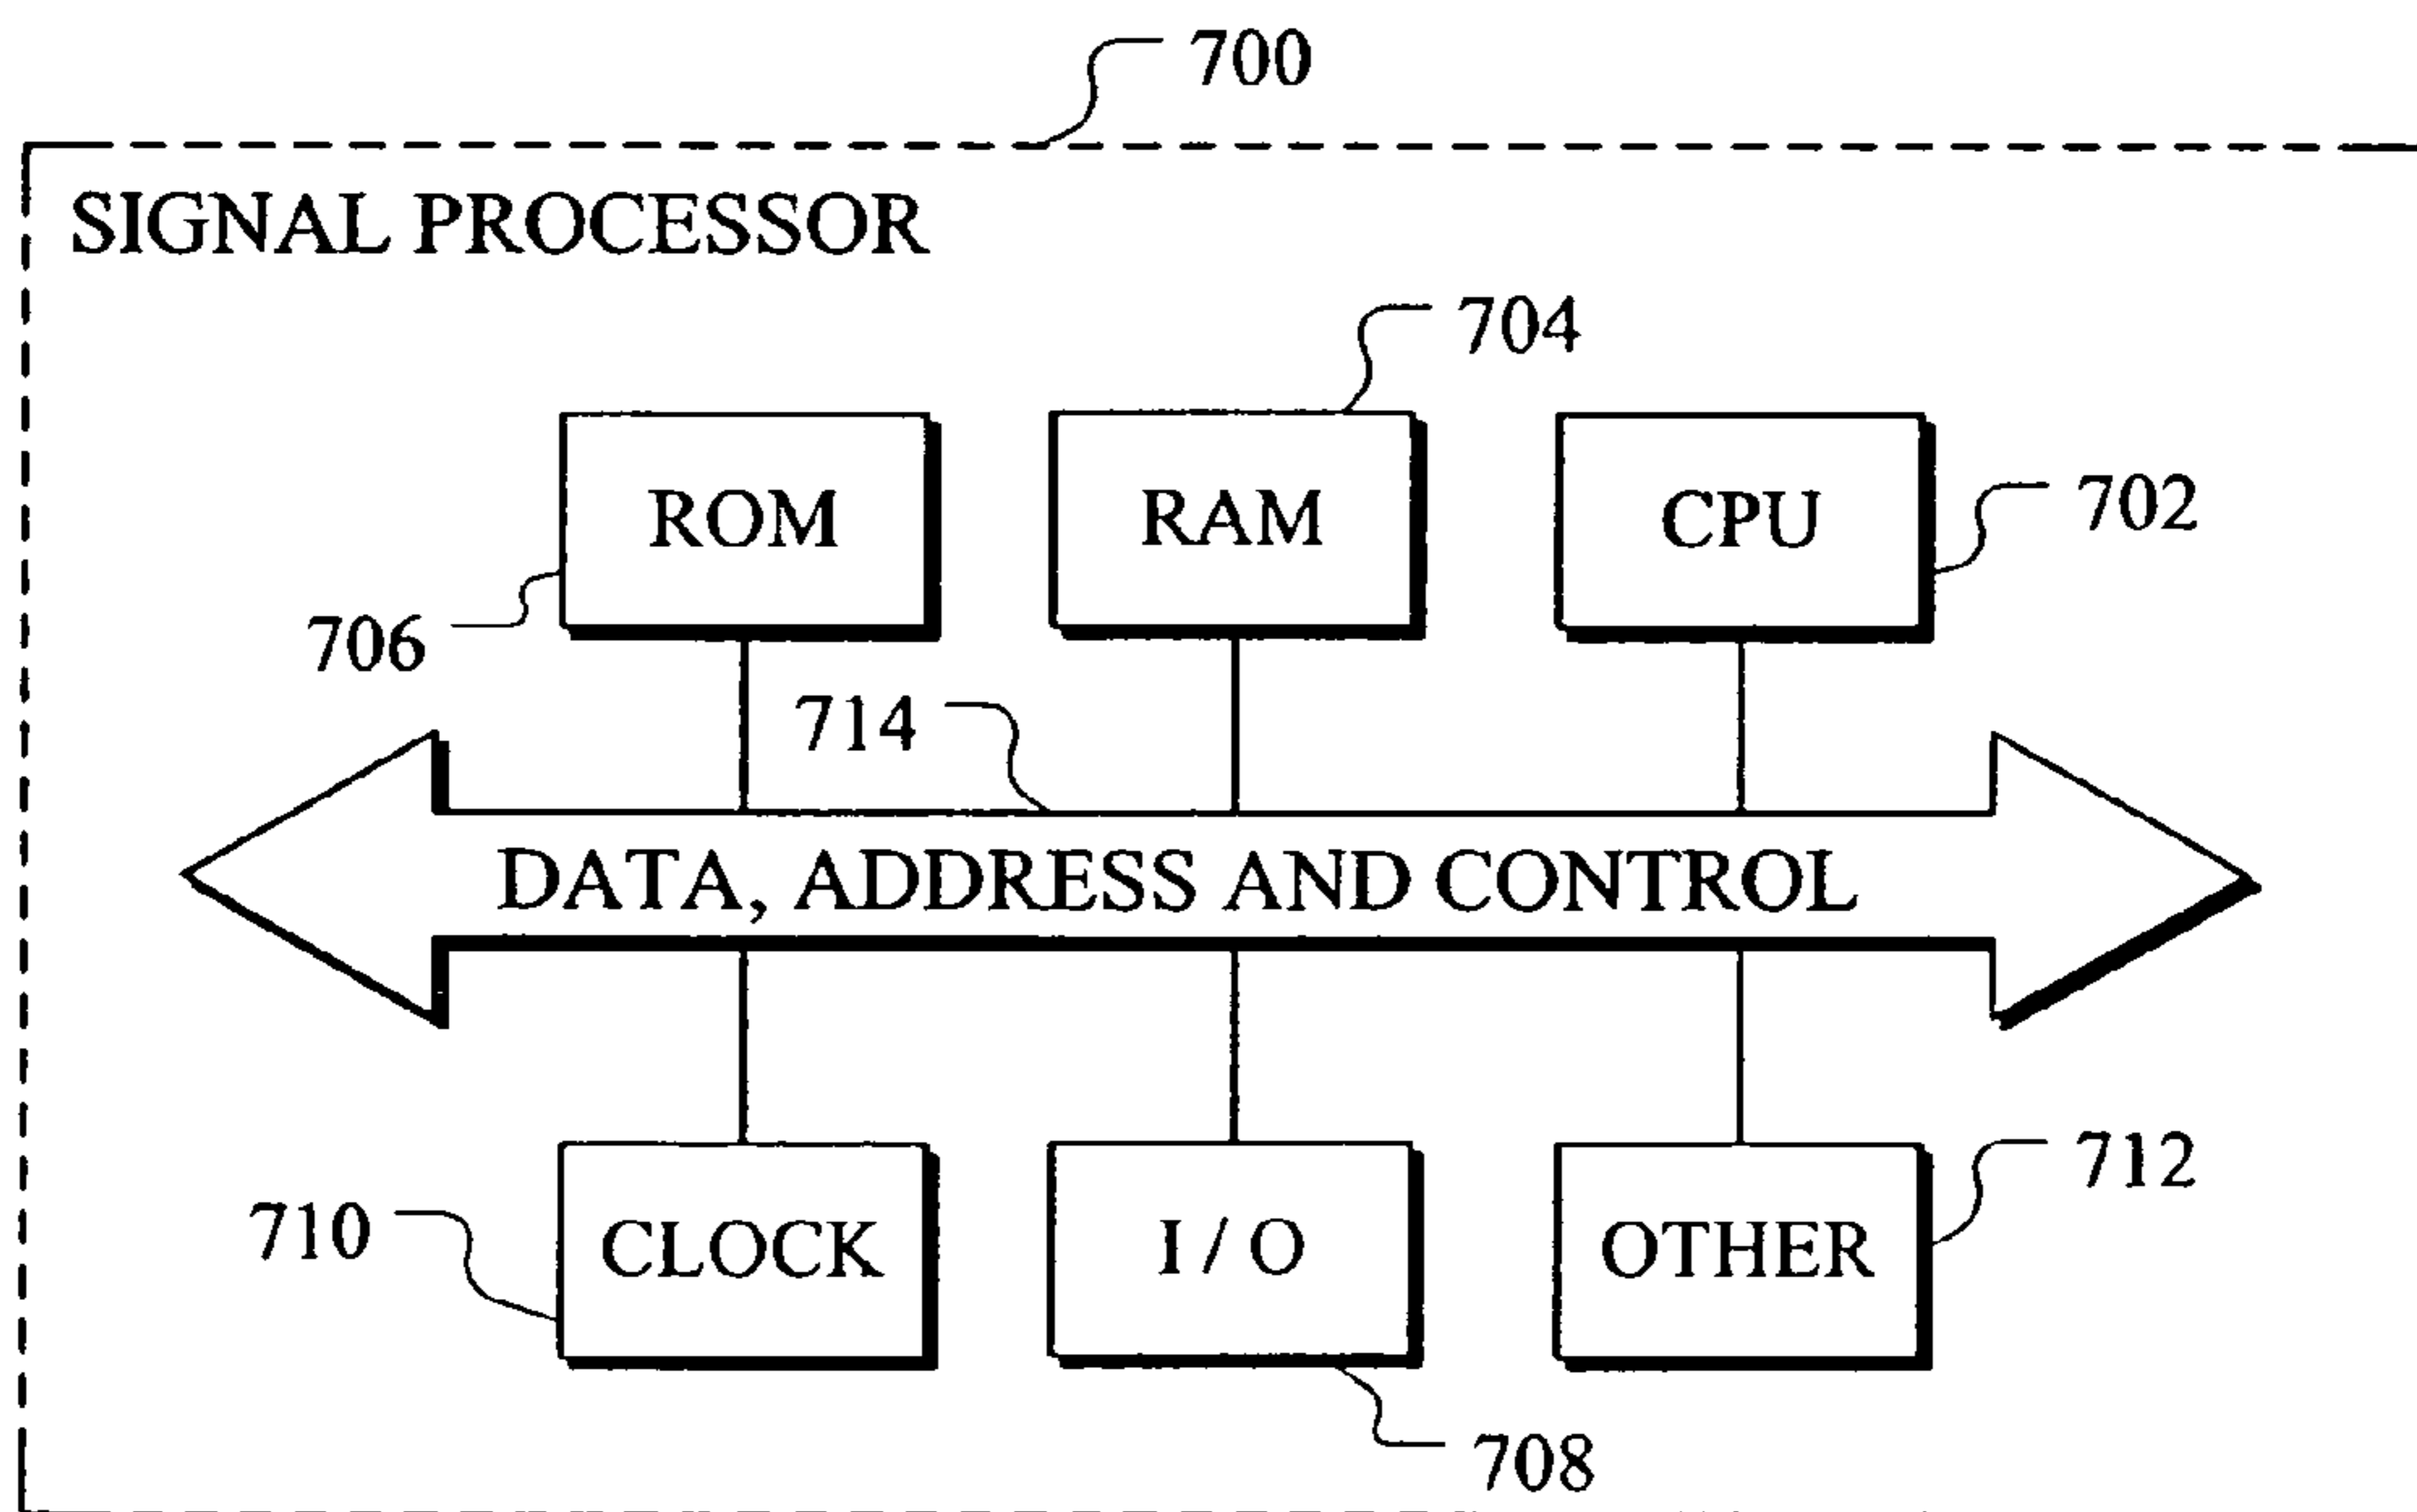 700
SIGNAL PROCESSOR
704
ROM
RAM
CPU
702
706
714
DATA, ADDRESS AND CONTROL
710
CLOCK
I / O
OTHER
712
708